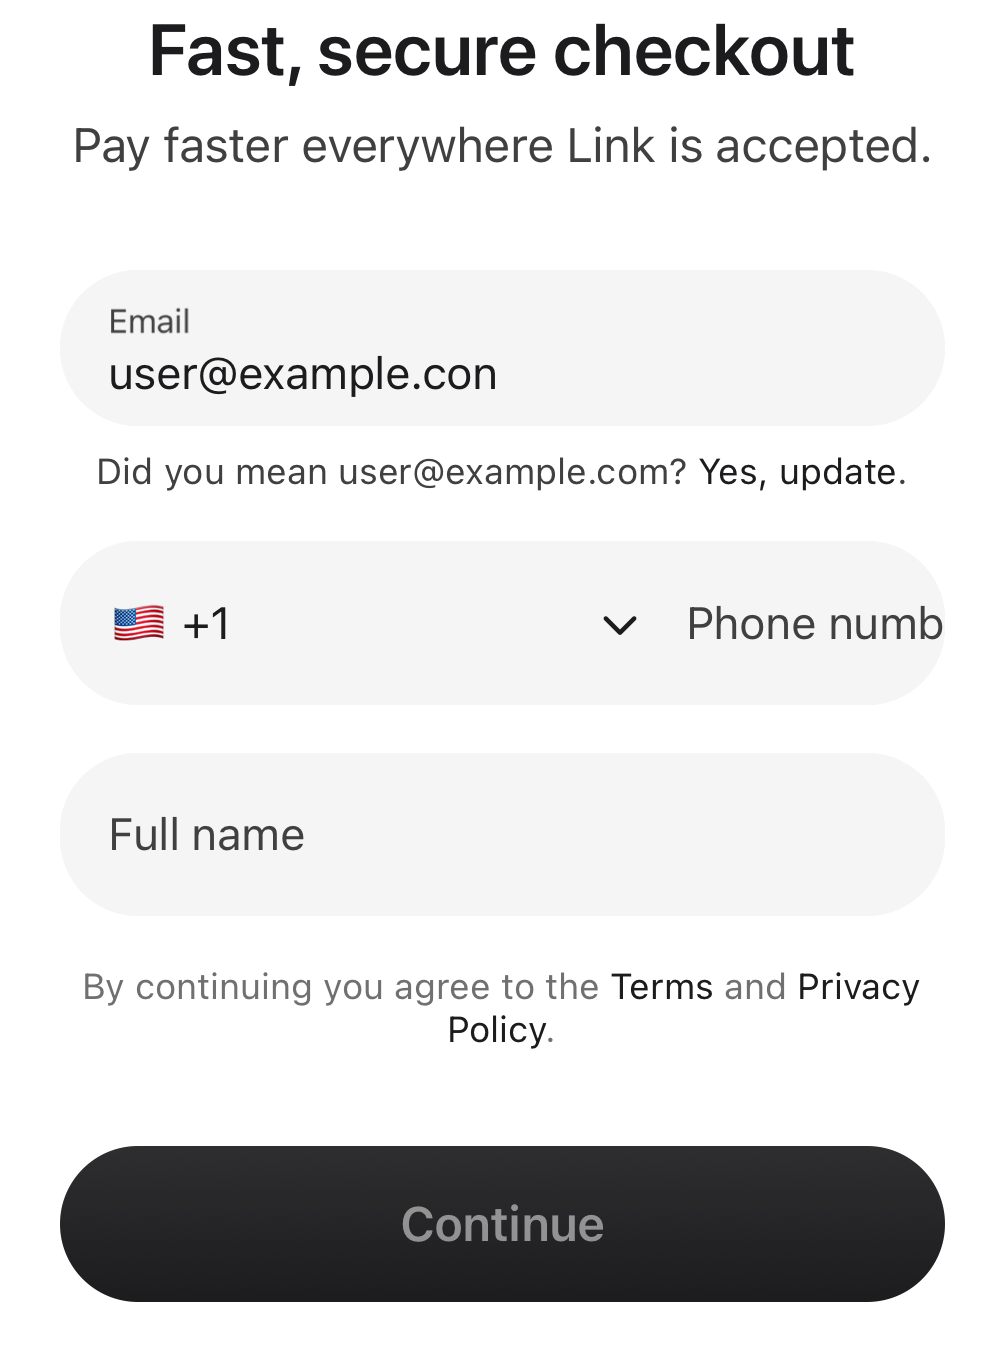 Fast, secure checkout
Pay faster everywhere Link is accepted.
Email
user@example.con
Did you mean user@example.com? Yes, update.
+1 Phone numb
Full name
By continuing you agree to the Terms and Privacy
Policy.
Continue